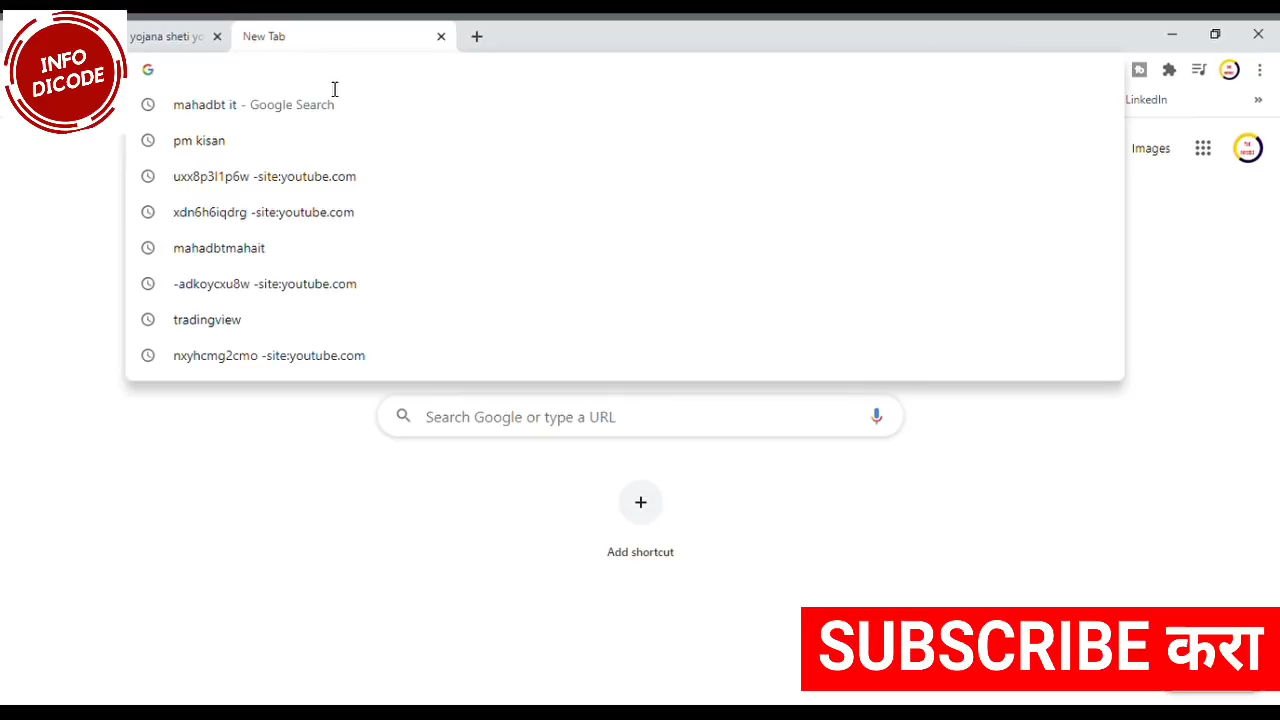 INFO
DICODE
yojana sheti yo
New Tab
mahadbt it - Google Search
LinkedIn
pm kisan
Images
uxx8p3l1p6w -site:youtube.com
xdn6h6iqdrg -site:youtube.com
mahadbtmahait
-adkoycxu8w -site:youtube.com
tradingview
nxyhcmg2cmo -site:youtube.com
Search Google or type a URL
Add shortcut
SUBSCRIBE करा